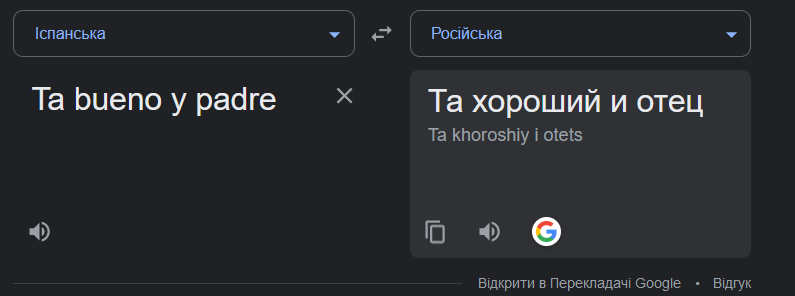 Іспанська
Російська
Ta bueno y padre
Та хороший и отец
Ta khoroshiy i otets
Відкрити в Перекладачі Google • Відгук